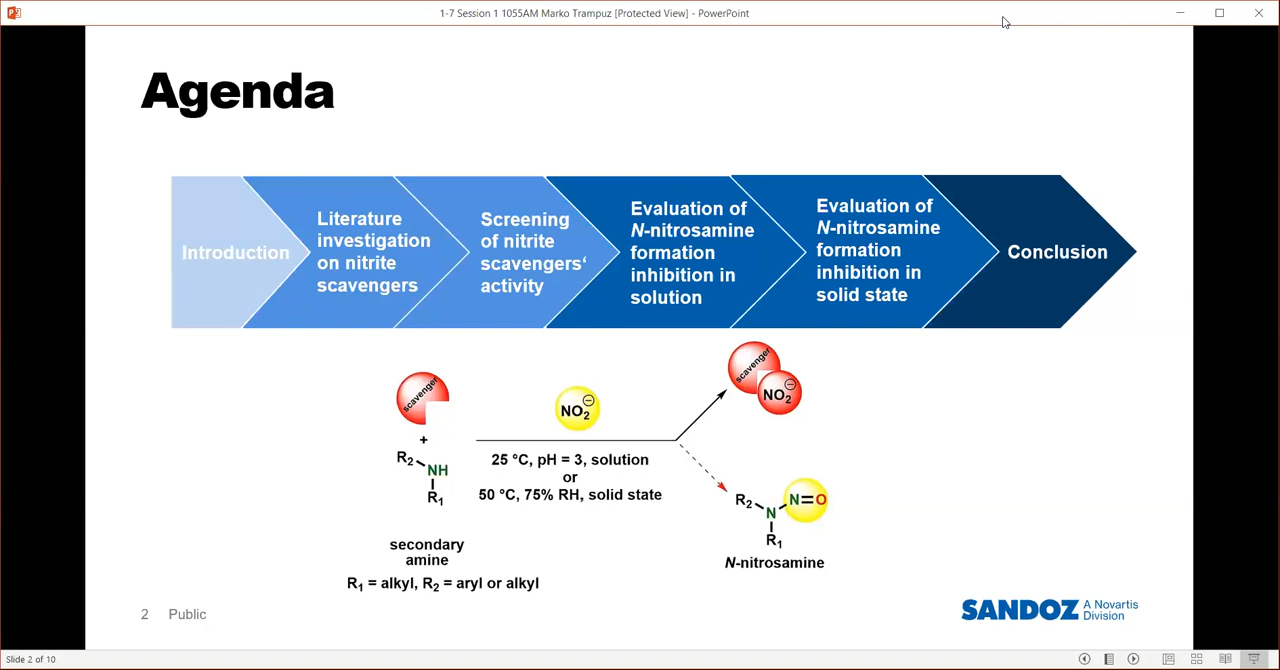 1-7 Session 1 1055AM Marko Trampuz [Protected View] - PowerPoint
Agenda
Introduction
Literature
investigation
on nitrite
scavengers
Screening
of nitrite
scavengers‘
activity
Evaluation of
N-nitrosamine
formation
inhibition in
solution
Evaluation of
N-nitrosamine
formation
inhibition in
solid state
Conclusion
scavenger
+
R2
NH
R1
secondary
amine
R1 = alkyl, R2 = aryl or alkyl
NO2 −
25 °C, pH = 3, solution
or
50 °C, 75% RH, solid state
scavenger
NO2 −
R2
N
N=O
R1
N-nitrosamine
2 Public
SANDOZ A Novartis
Division
Slide 2 of 10